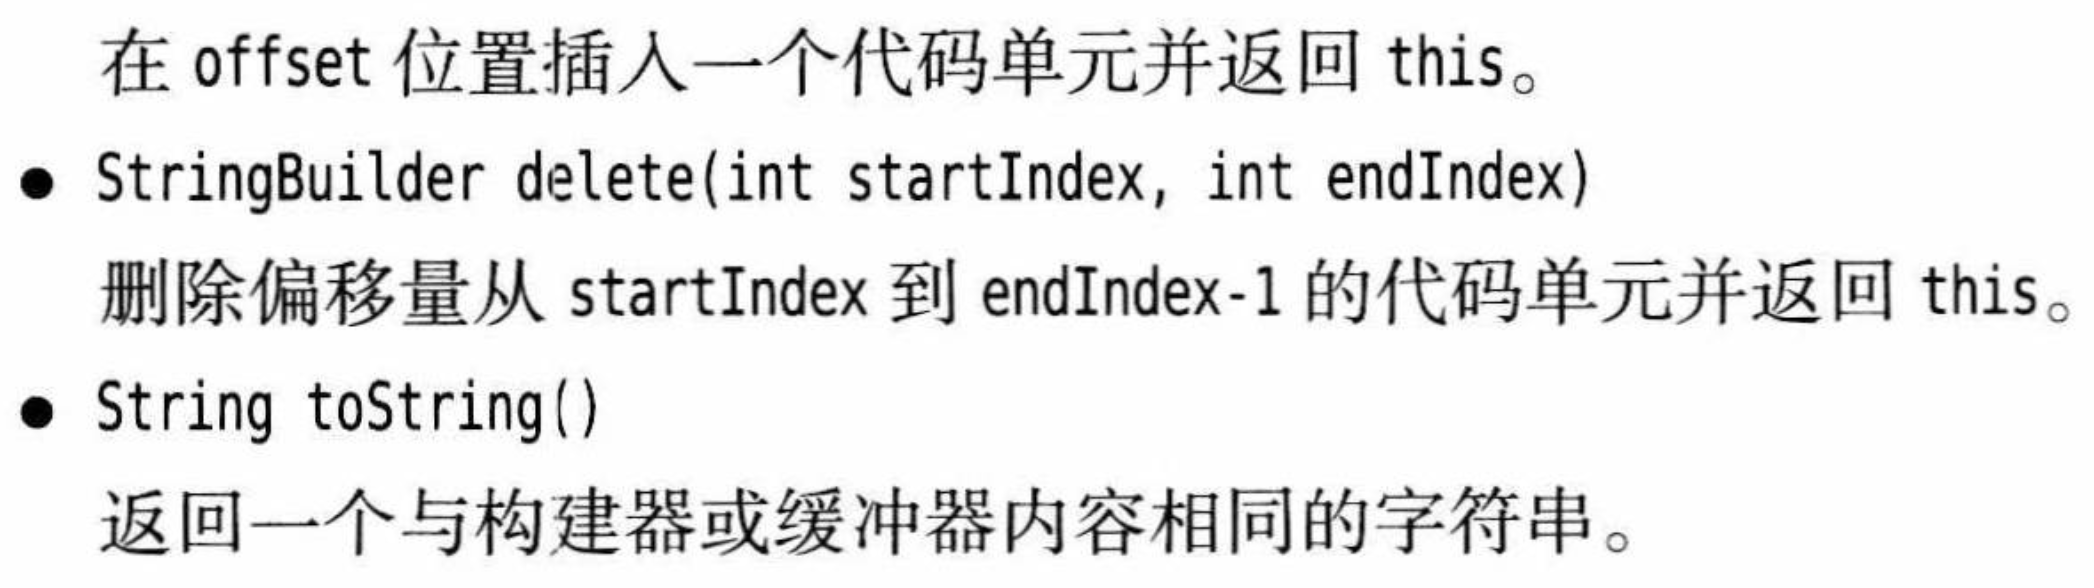 在 offset 位置插入一个代码单元并返回 this。
● StringBuilder delete(int startIndex, int endIndex)
删除偏移量从 startIndex 到 endIndex-1 的代码单元并返回 this。
● String toString()
返回一个与构建器或缓冲器内容相同的字符串。